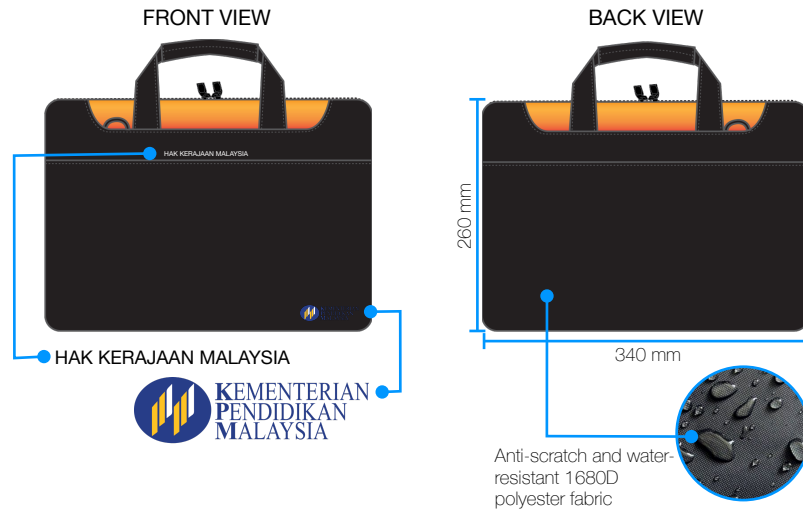 FRONT VIEW
BACK VIEW
HAK KERAJAAN MALAYSIA
260 mm
340 mm
HAK KERAJAAN MALAYSIA
KEMENTERIAN
PENDIDIKAN
MALAYSIA
Anti-scratch and water-
resistant 1680D
polyester fabric